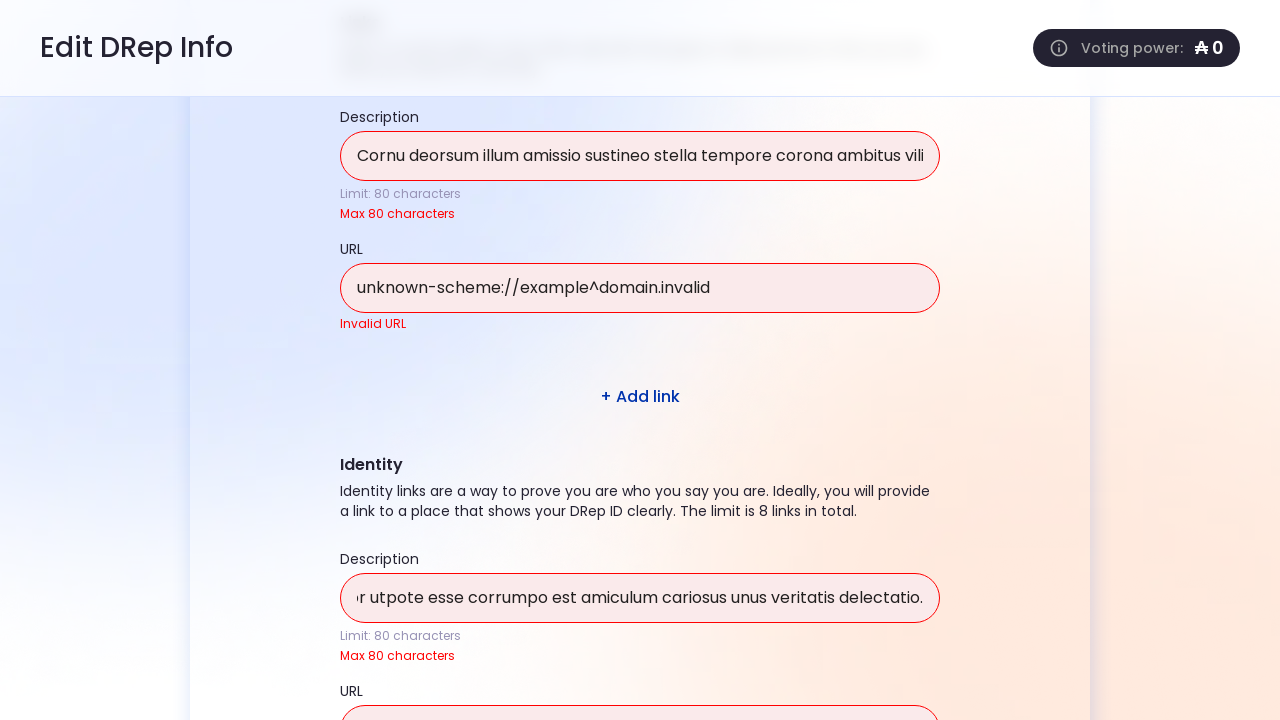 Edit DRep Info
Voting power: ₳ 0
Description
Cornu deorsum illum amissio sustineo stella tempore corona ambitus vili
Limit: 80 characters
Max 80 characters
URL
unknown-scheme://example^domain.invalid
Invalid URL
+ Add link
Identity
Identity links are a way to prove you are who you say you are. Ideally, you will provide
a link to a place that shows your DRep ID clearly. The limit is 8 links in total.
Description
utpote esse corrumpo est amiculum cariosus unus veritatis delectatio.
Limit: 80 characters
Max 80 characters
URL